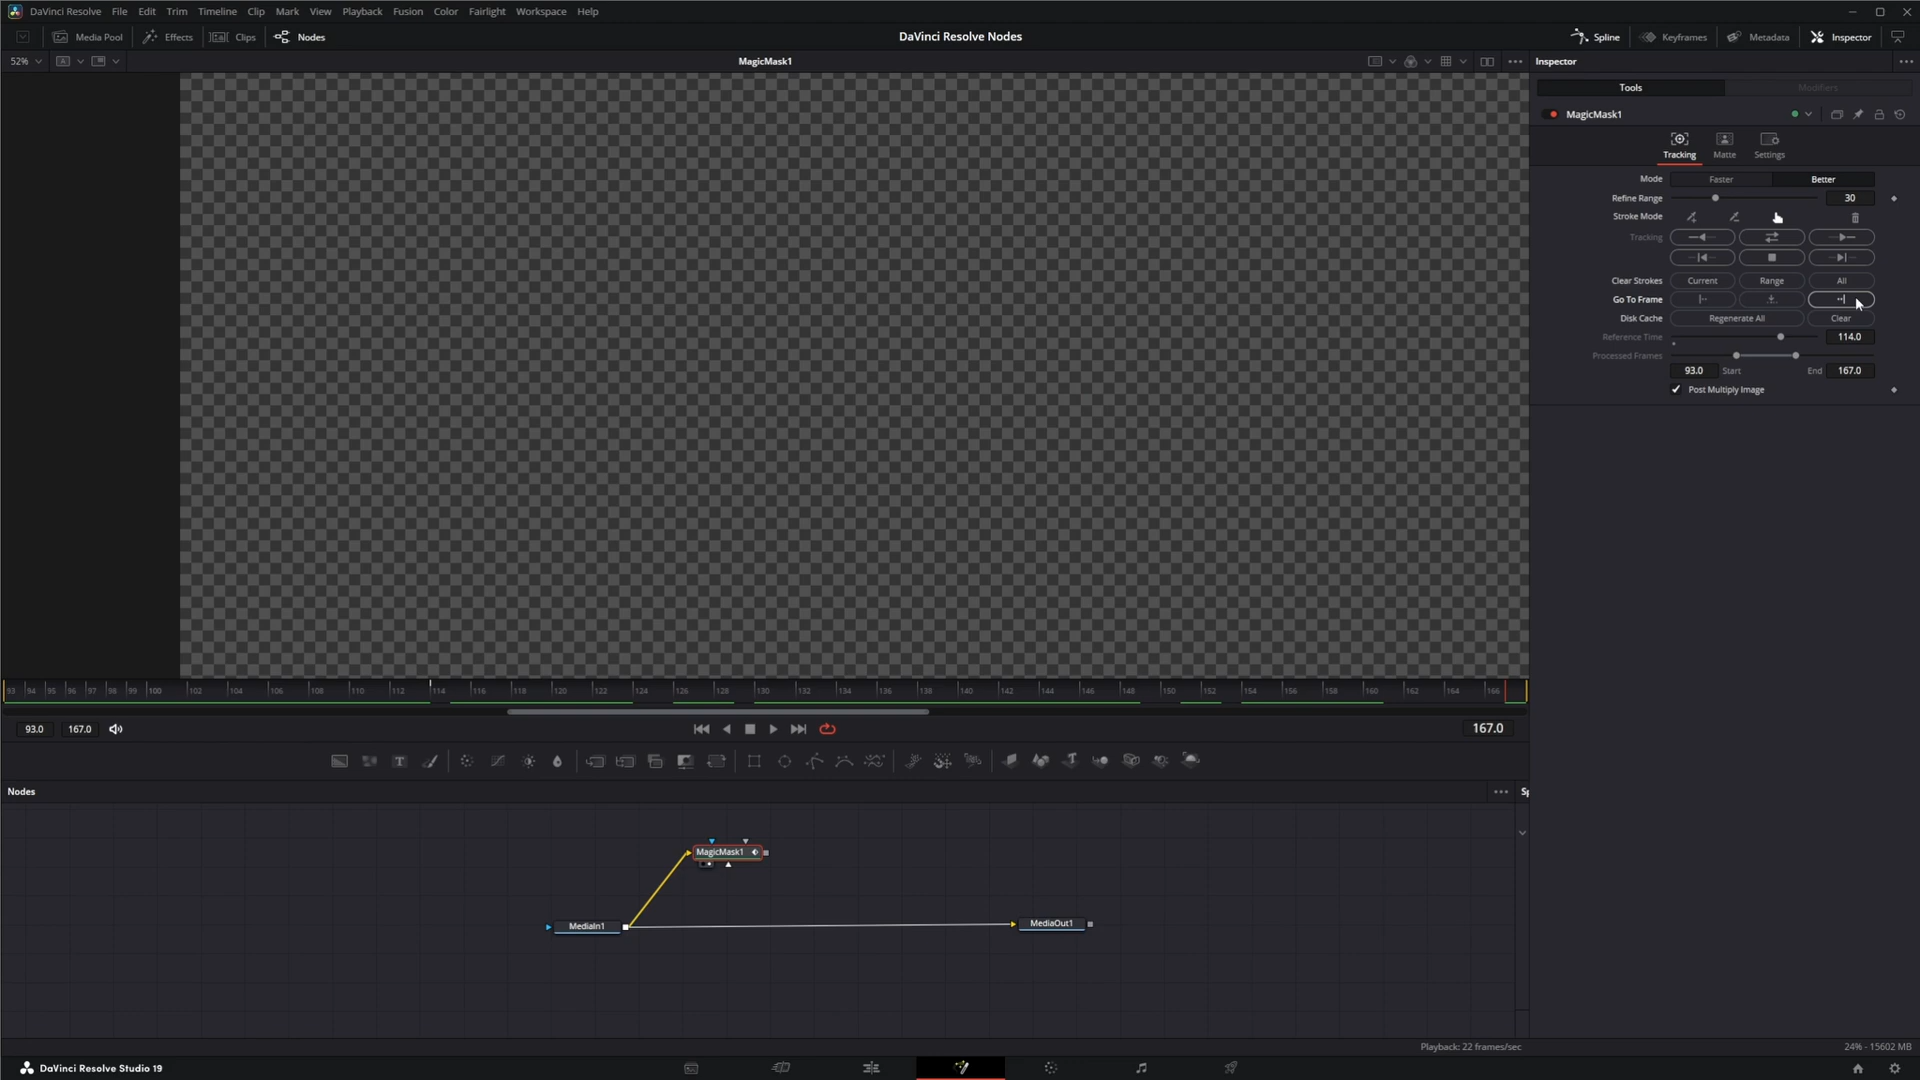 DaVinci Resolve File Edit Trim Timeline Clip Mark View Playback Fusion Color Fairlight Workspace Help
Media Pool Effects Clips Nodes DaVinci Resolve Nodes Spline Keyframes Metadata Inspector
52% A MagicMask1 Inspector
Tools Modifiers
MagicMask1
Tracking Matte Settings
Mode Faster Better
Refine Range 30
Stroke Mode
Tracking
Clear Strokes Current Range All
Go To Frame
Disk Cache Regenerate All Clear
Reference Time 114.0
Processed Frames
93.0 Start End 167.0
Post Multiply Image
93 94 95 96 97 98 99 100 102 104 106 108 110 112 114 116 118 120 122 124 126 128 130 132 134 136 138 140 142 144 146 148 150 152 154 156 158 160 162 164 166
93.0 167.0 167.0
T T
Nodes Sp
MagicMask1
MediaIn1 MediaOut1
Playback: 22 frames/sec 24% - 15602 MB
DaVinci Resolve Studio 19